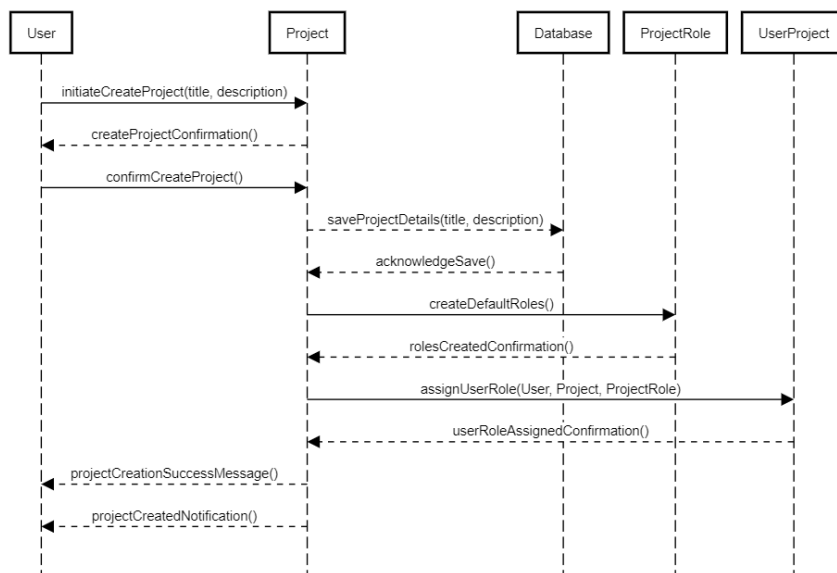 User
Project
Database
ProjectRole
UserProject
initiateCreateProject(title, description)
createProjectConfirmation()
confirmCreateProject()
saveProjectDetails(title, description)
acknowledgeSave()
createDefaultRoles()
rolesCreatedConfirmation()
assignUserRole(User, Project, ProjectRole)
userRoleAssignedConfirmation()
projectCreationSuccessMessage()
projectCreatedNotification()